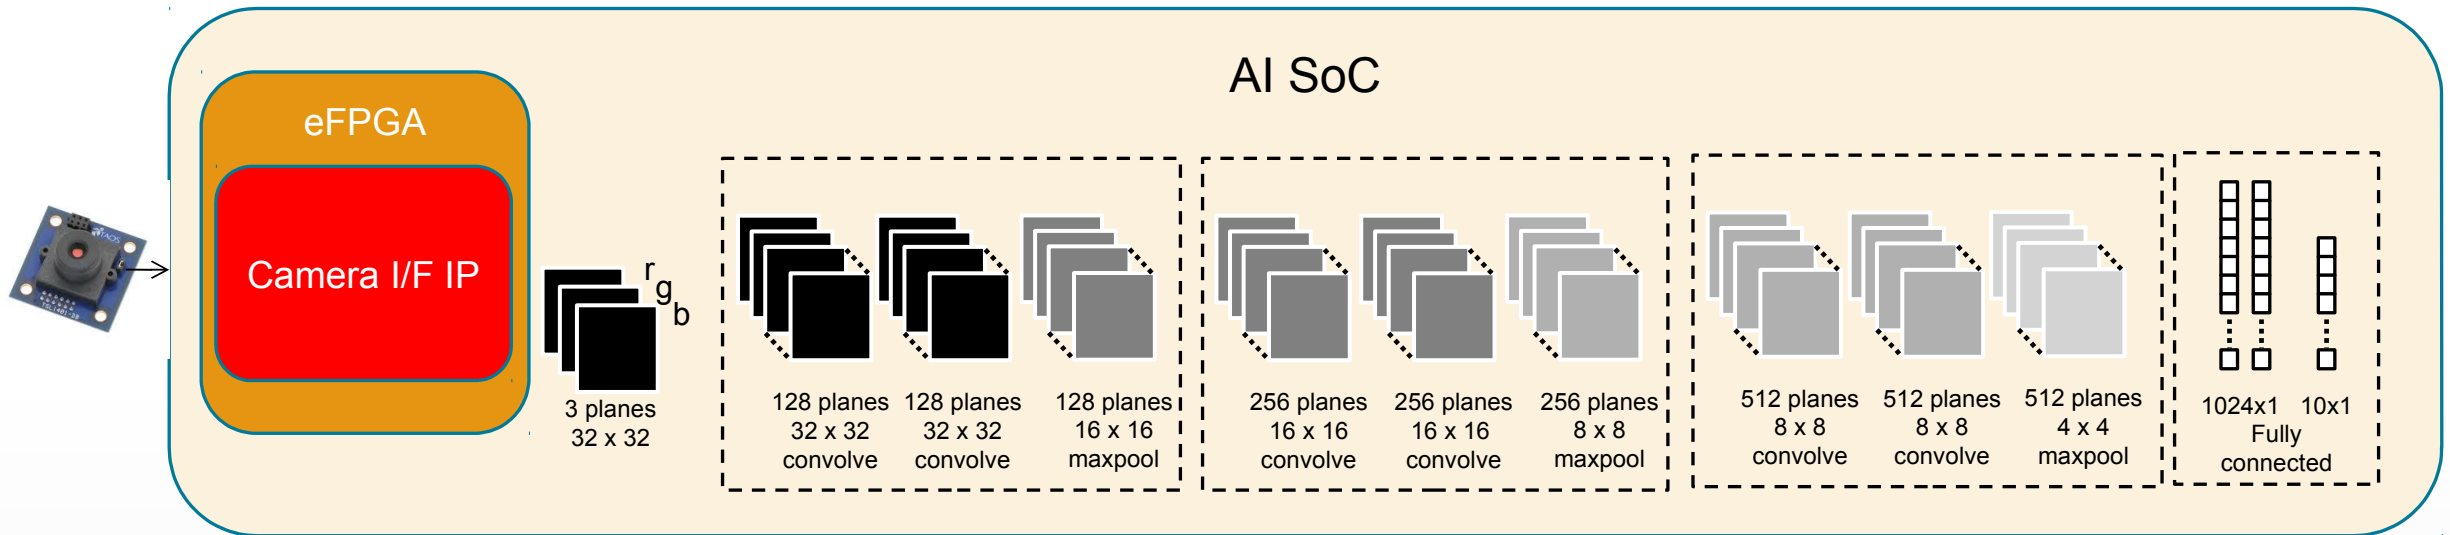 AI SoC
eFPGA
Camera I/F IP
TAOS
r
g
b
3 planes
32 x 32
128 planes
32 x 32
convolve
128 planes
32 x 32
convolve
128 planes
16 x 16
maxpool
256 planes
16 x 16
convolve
256 planes
16 x 16
convolve
256 planes
8 x 8
maxpool
512 planes
8 x 8
convolve
512 planes
8 x 8
convolve
512 planes
4 x 4
maxpool
1024x1 10x1
Fully
connected